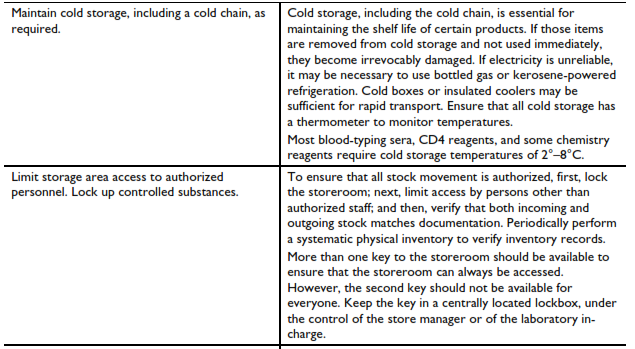 Maintain cold storage, including a cold chain, as
required.
Cold storage, including the cold chain, is essential for
maintaining the shelf life of certain products. If those items
are removed from cold storage and not used immediately,
they become irrevocably damaged. If electricity is unreliable,
it may be necessary to use bottled gas or kerosene-powered
refrigeration. Cold boxes or insulated coolers may be
sufficient for rapid transport. Ensure that all cold storage has
a thermometer to monitor temperatures.
Most blood-typing sera, CD4 reagents, and some chemistry
reagents require cold storage temperatures of 2°–8°C.
Limit storage area access to authorized
personnel. Lock up controlled substances.
To ensure that all stock movement is authorized, first, lock
the storeroom; next, limit access by persons other than
authorized staff; and then, verify that both incoming and
outgoing stock matches documentation. Periodically perform
a systematic physical inventory to verify inventory records.
More than one key to the storeroom should be available to
ensure that the storeroom can always be accessed.
However, the second key should not be available for
everyone. Keep the key in a centrally located lockbox, under
the control of the store manager or of the laboratory in-
charge.